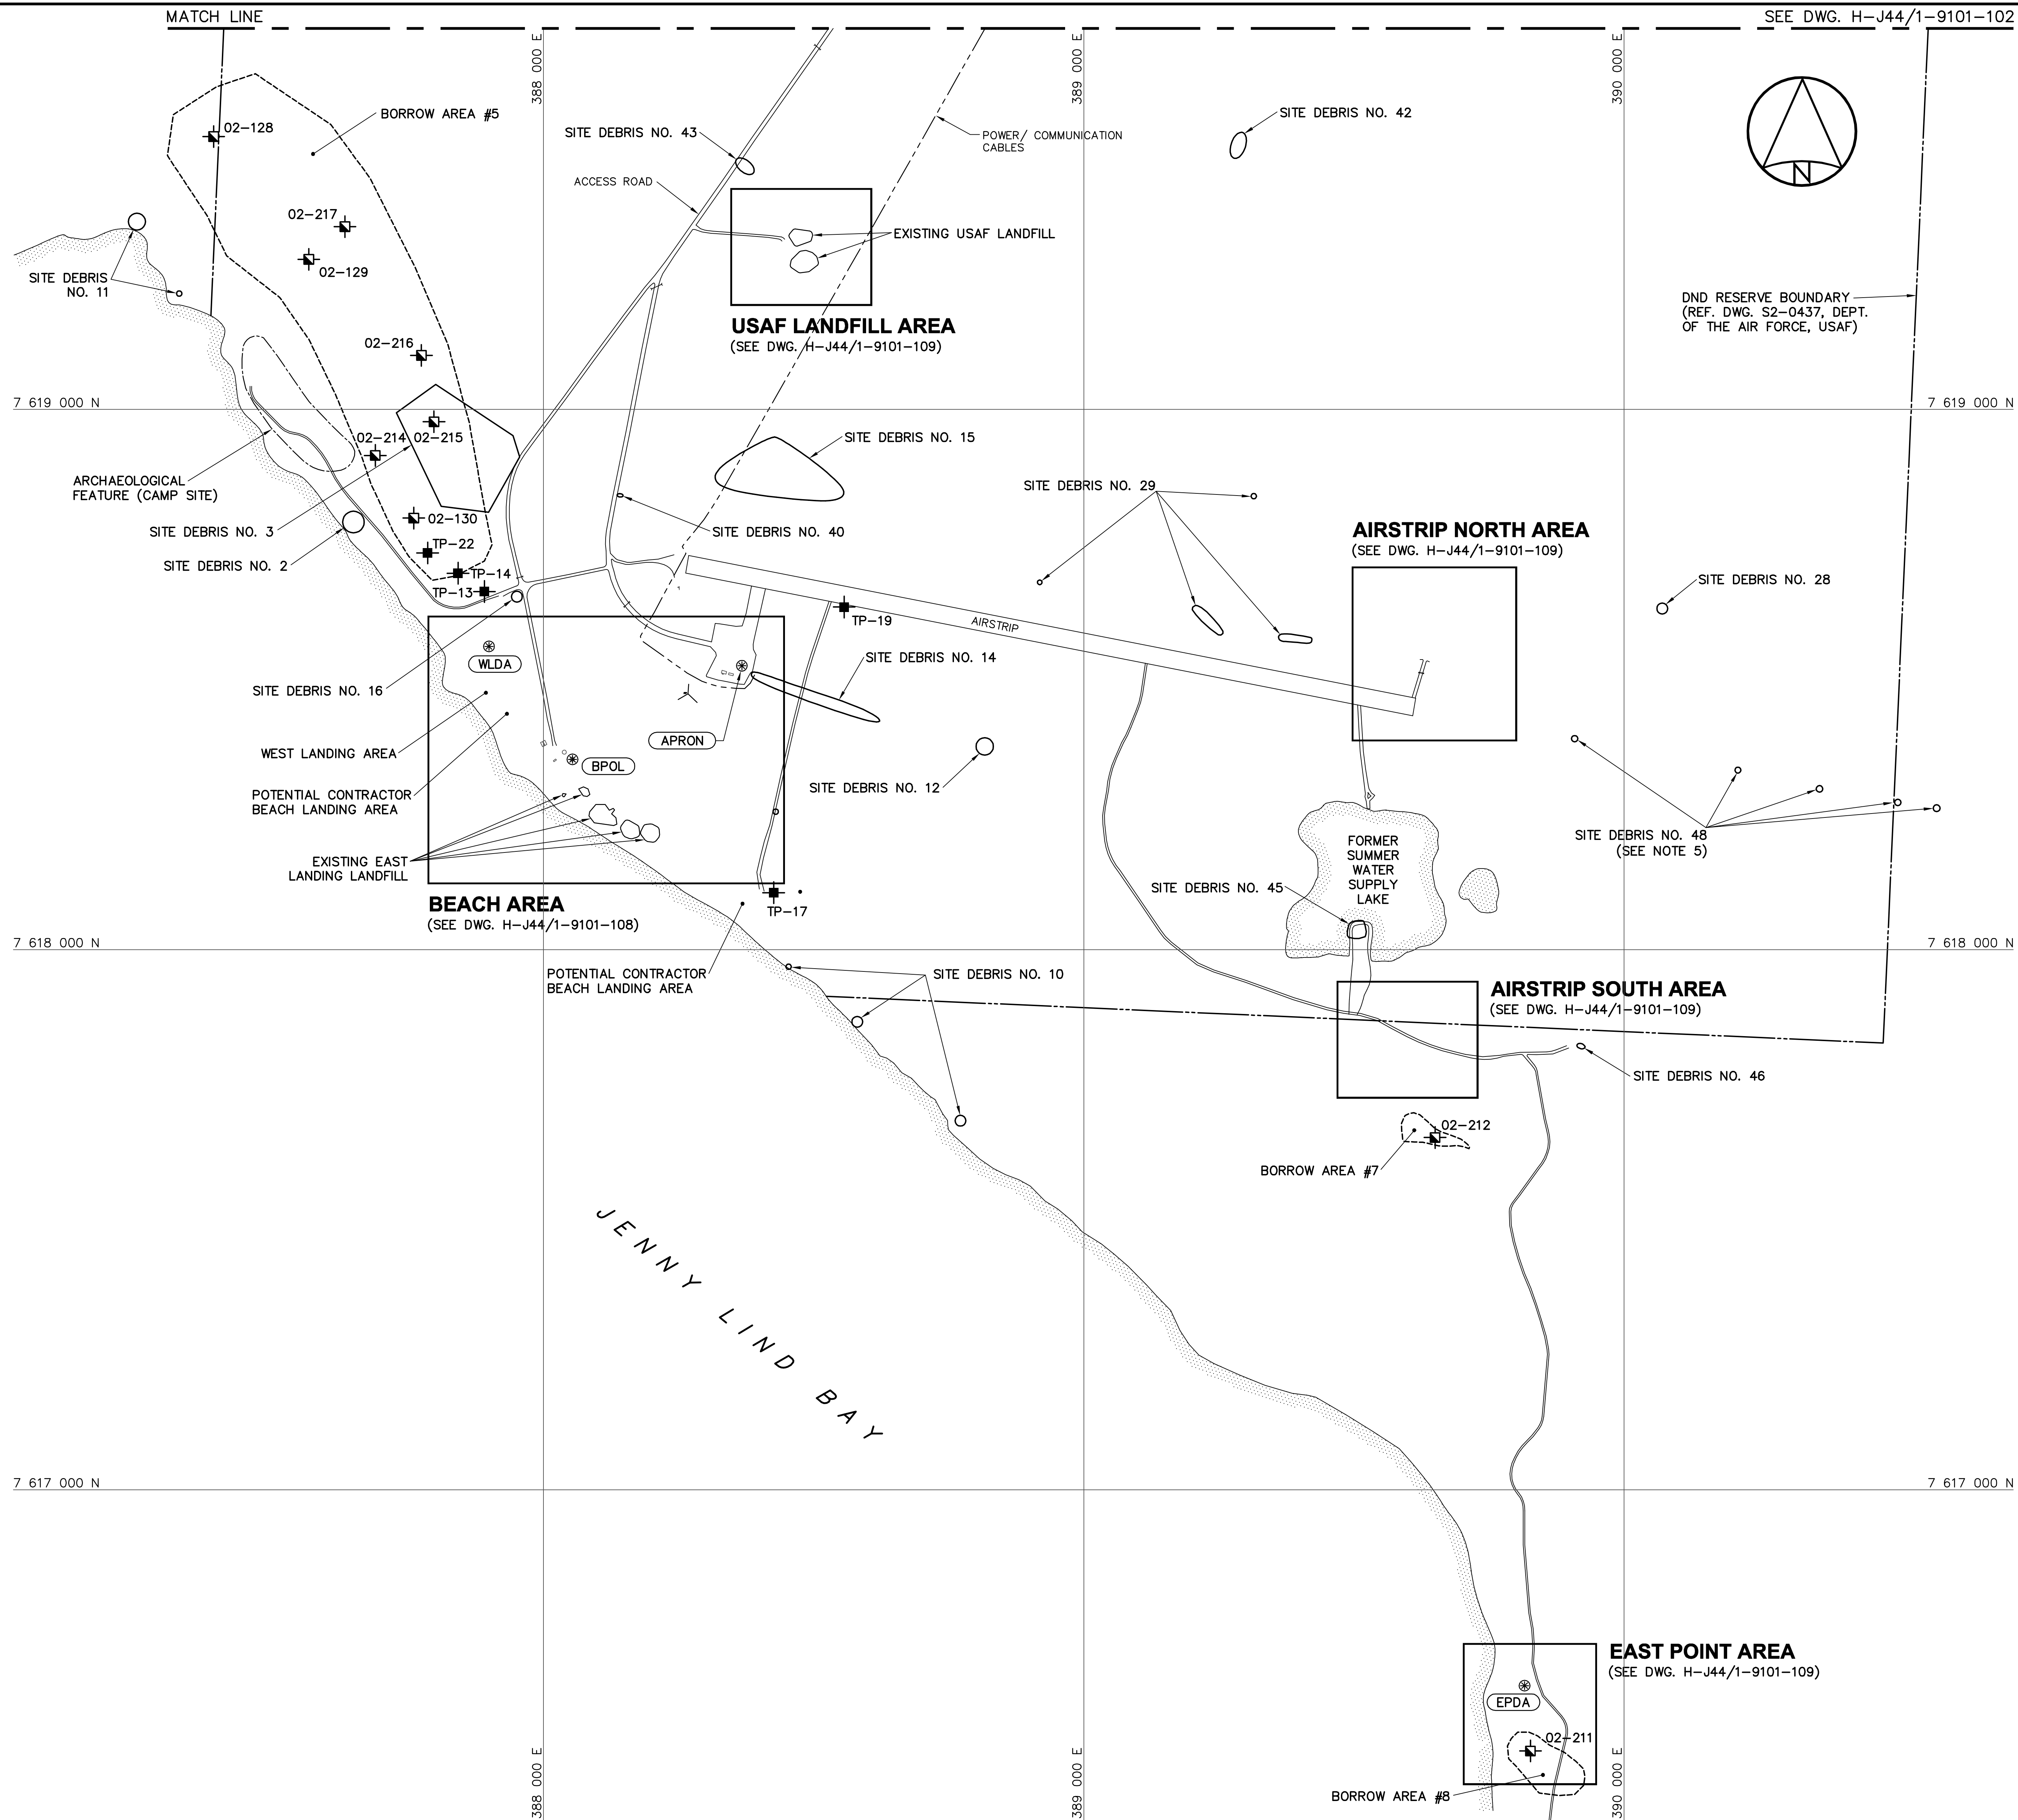 MATCH LINE
SEE DWG. H-J44/1-9101-102
388 000 E
389 000 E
390 000 E
BORROW AREA #5
02-128
SITE DEBRIS NO. 43
SITE DEBRIS NO. 42
POWER/ COMMUNICATION
CABLES
ACCESS ROAD
N
02-217
02-129
EXISTING USAF LANDFILL
SITE DEBRIS
NO. 11
DND RESERVE BOUNDARY
(REF. DWG. S2-0437, DEPT.
OF THE AIR FORCE, USAF)
USAF LANDFILL AREA
(SEE DWG. H-J44/1-9101-109)
02-216
7 619 000 N
7 619 000 N
02-214
02-215
SITE DEBRIS NO. 15
ARCHAEOLOGICAL
FEATURE (CAMP SITE)
SITE DEBRIS NO. 29
02-130
SITE DEBRIS NO. 3
SITE DEBRIS NO. 40
AIRSTRIP NORTH AREA
(SEE DWG. H-J44/1-9101-109)
TP-22
SITE DEBRIS NO. 2
TP-14
TP-13
SITE DEBRIS NO. 28
TP-19
AIRSTRIP
WLDA
SITE DEBRIS NO. 14
SITE DEBRIS NO. 16
APRON
WEST LANDING AREA
BPOL
SITE DEBRIS NO. 12
POTENTIAL CONTRACTOR
BEACH LANDING AREA
SITE DEBRIS NO. 48
(SEE NOTE 5)
FORMER
SUMMER
WATER
SUPPLY
LAKE
EXISTING EAST
LANDING LANDFILL
SITE DEBRIS NO. 45
BEACH AREA
(SEE DWG. H-J44/1-9101-108)
TP-17
7 618 000 N
7 618 000 N
POTENTIAL CONTRACTOR
BEACH LANDING AREA
SITE DEBRIS NO. 10
AIRSTRIP SOUTH AREA
(SEE DWG. H-J44/1-9101-109)
SITE DEBRIS NO. 46
02-212
BORROW AREA #7
JENNY LIND BAY
7 617 000 N
7 617 000 N
EAST POINT AREA
(SEE DWG. H-J44/1-9101-109)
EPDA
02-211
BORROW AREA #8
388 000 E
389 000 E
390 000 E